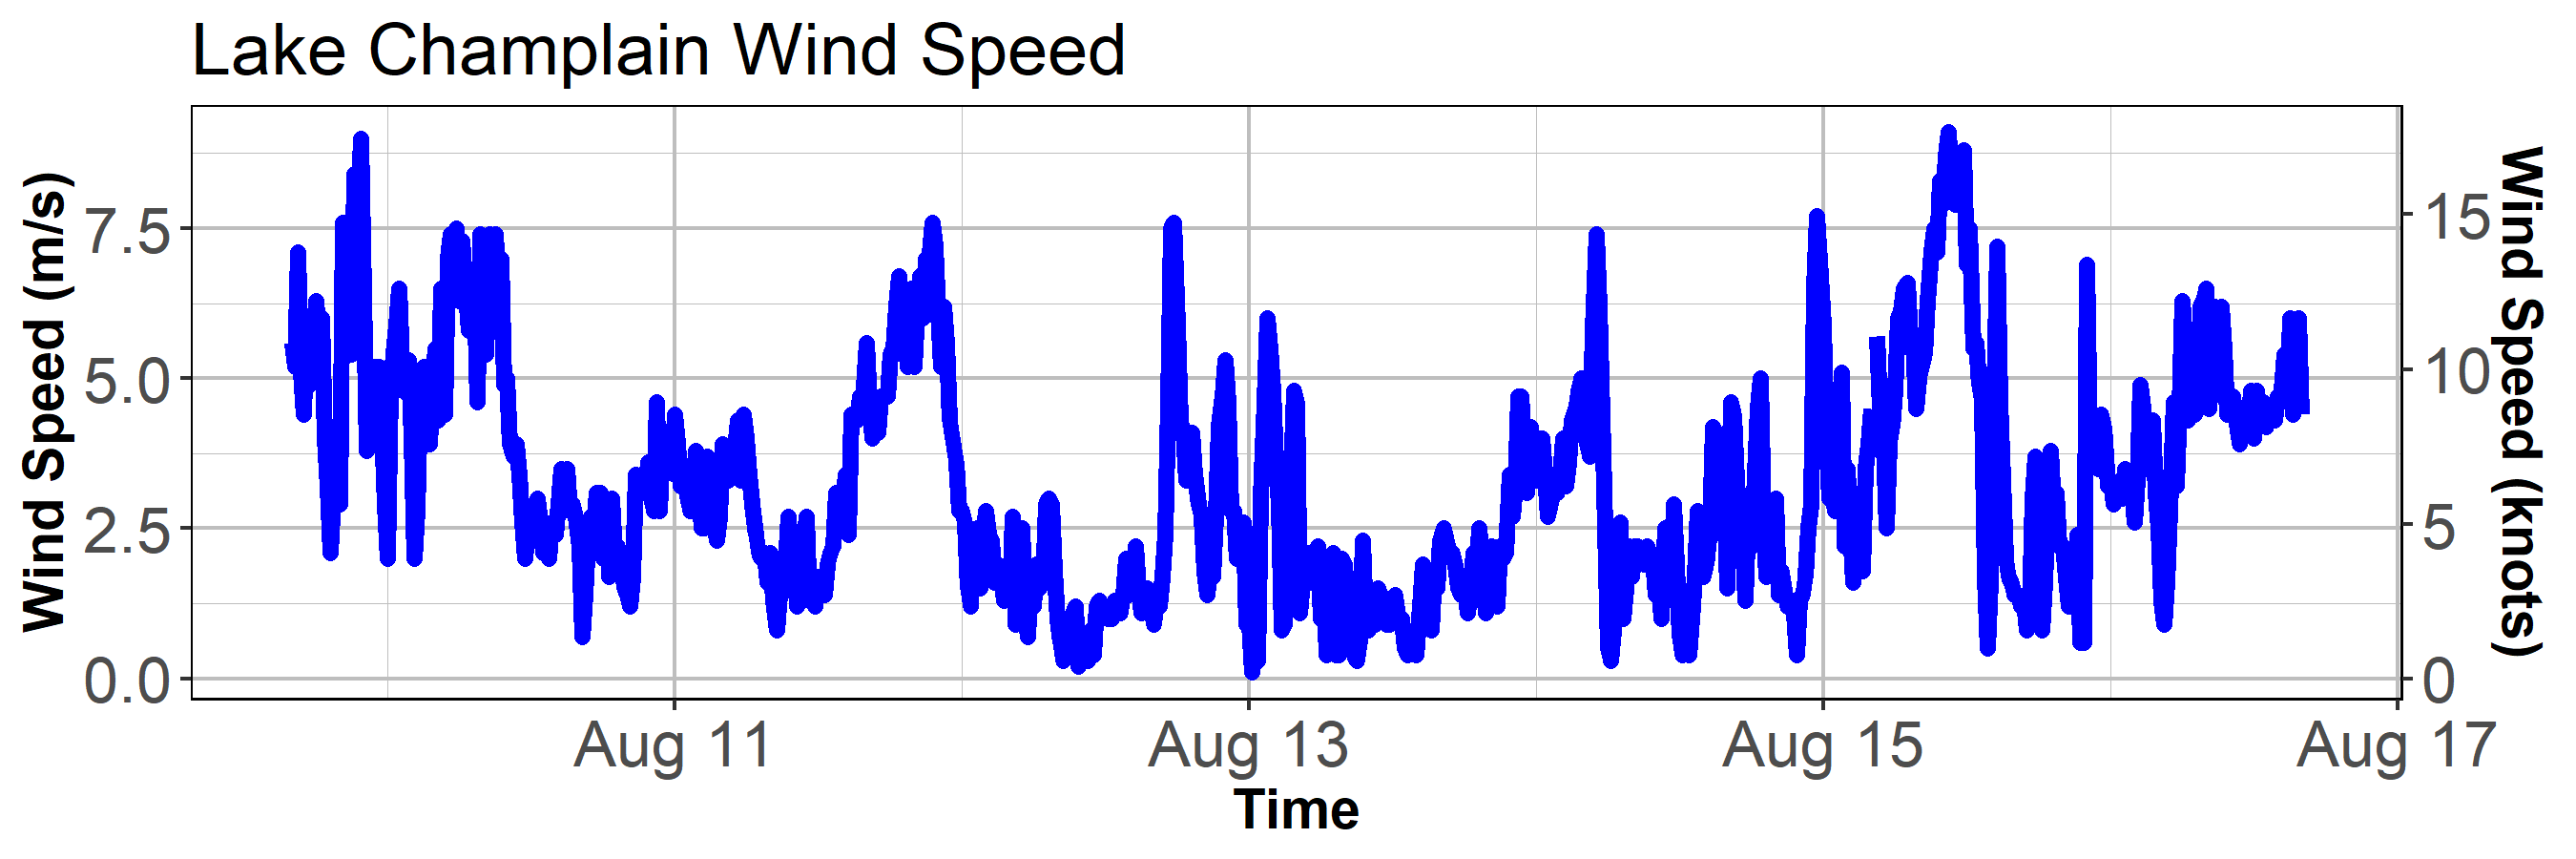 Lake Champlain Wind Speed
Wind Speed (m/s)
7.5
5.0
2.5
0.0
15
10
5
0
Wind Speed (knots)
Aug 11
Aug 13
Aug 15
Aug 17
Time